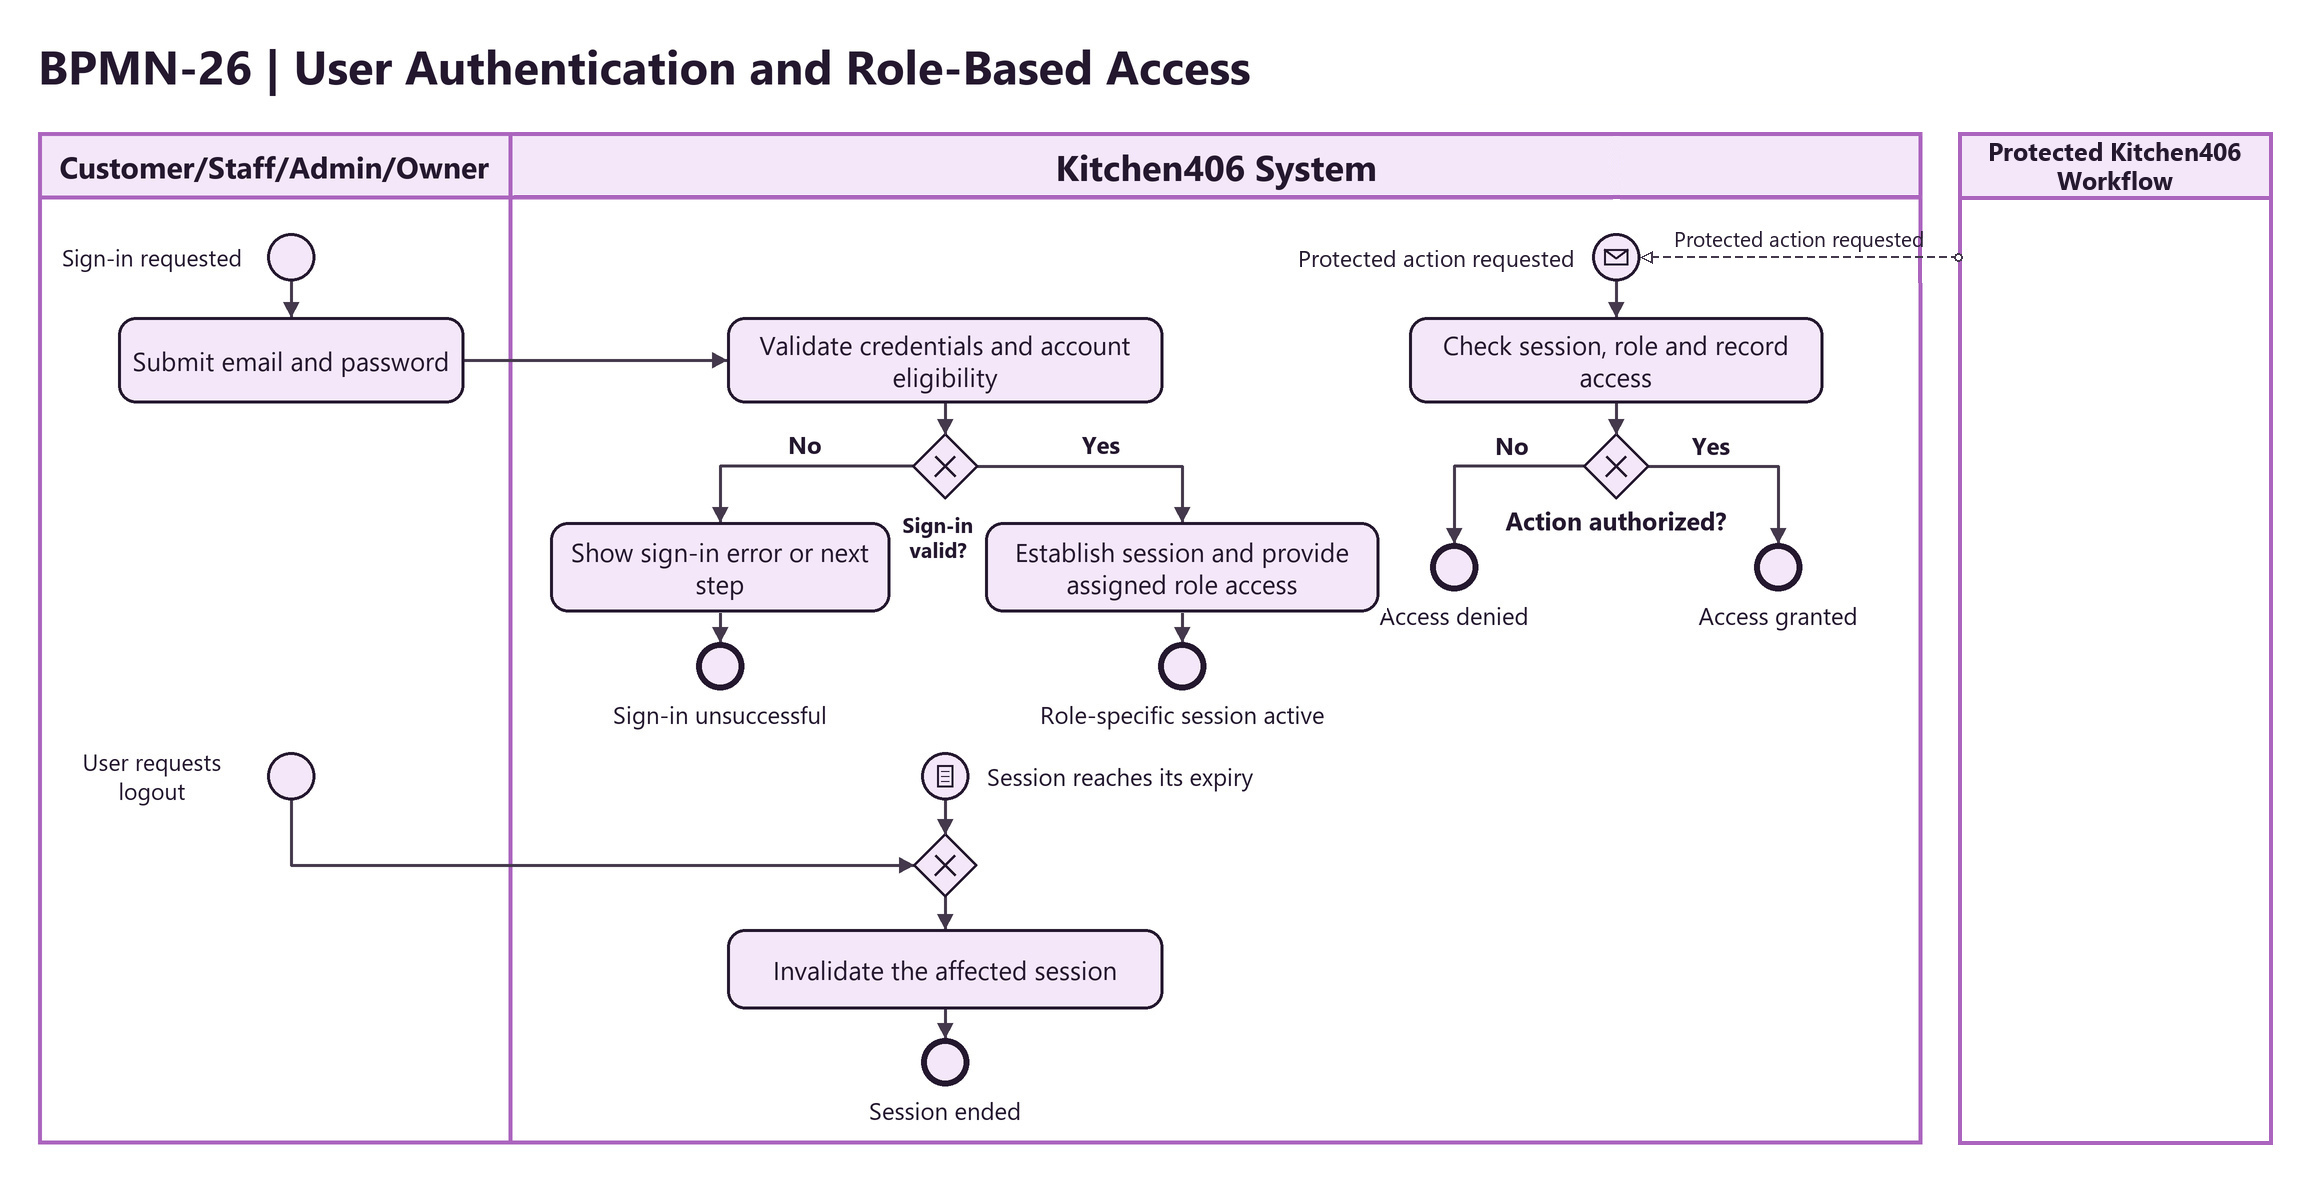 BPMN-26 | User Authentication and Role-Based Access
Customer/Staff/Admin/Owner
Kitchen406 System
Protected Kitchen406
Workflow
Sign-in requested
Protected action requested
Protected action requested
Submit email and password
Validate credentials and account
eligibility
Check session, role and record
access
No
Yes
No
Yes
Sign-in
valid?
Action authorized?
Show sign-in error or next
step
Establish session and provide
assigned role access
Access denied
Access granted
Sign-in unsuccessful
Role-specific session active
User requests
logout
Session reaches its expiry
Invalidate the affected session
Session ended